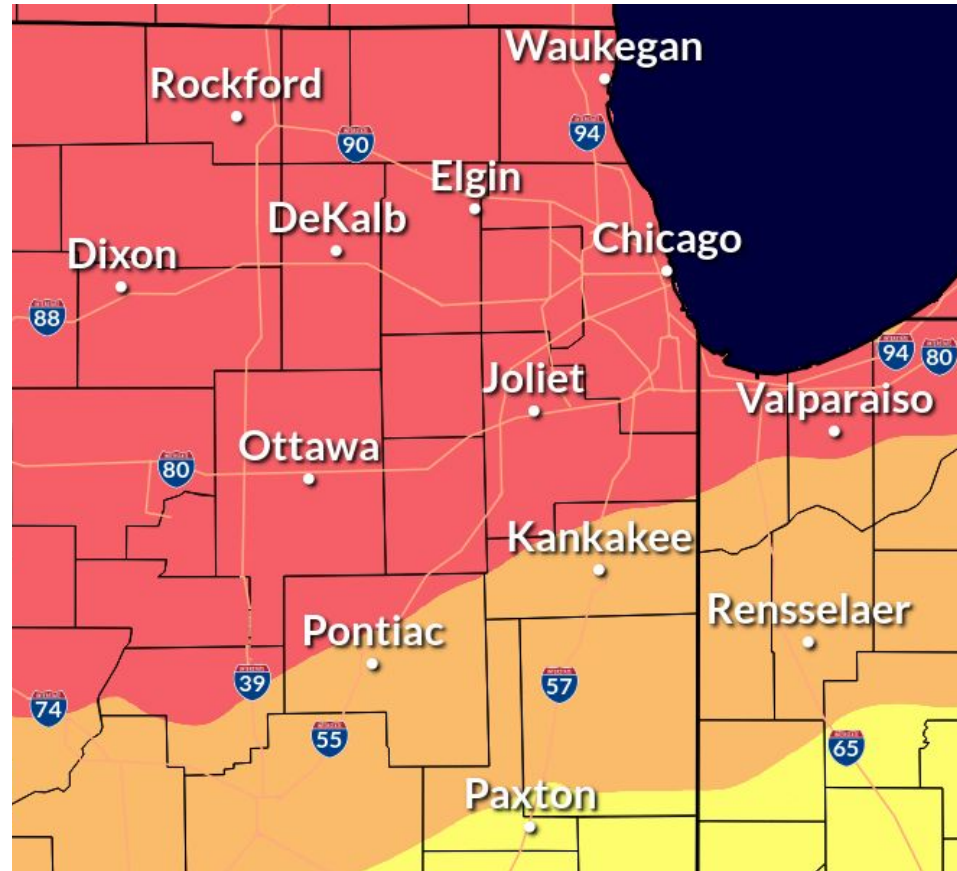 Waukegan
Rockford
94
90
Elgin
DeKalb
Chicago
Dixon
88
94
80
Joliet
Valparaiso
Ottawa
80
Kankakee
Rensselaer
Pontiac
39
57
74
55
65
Paxton